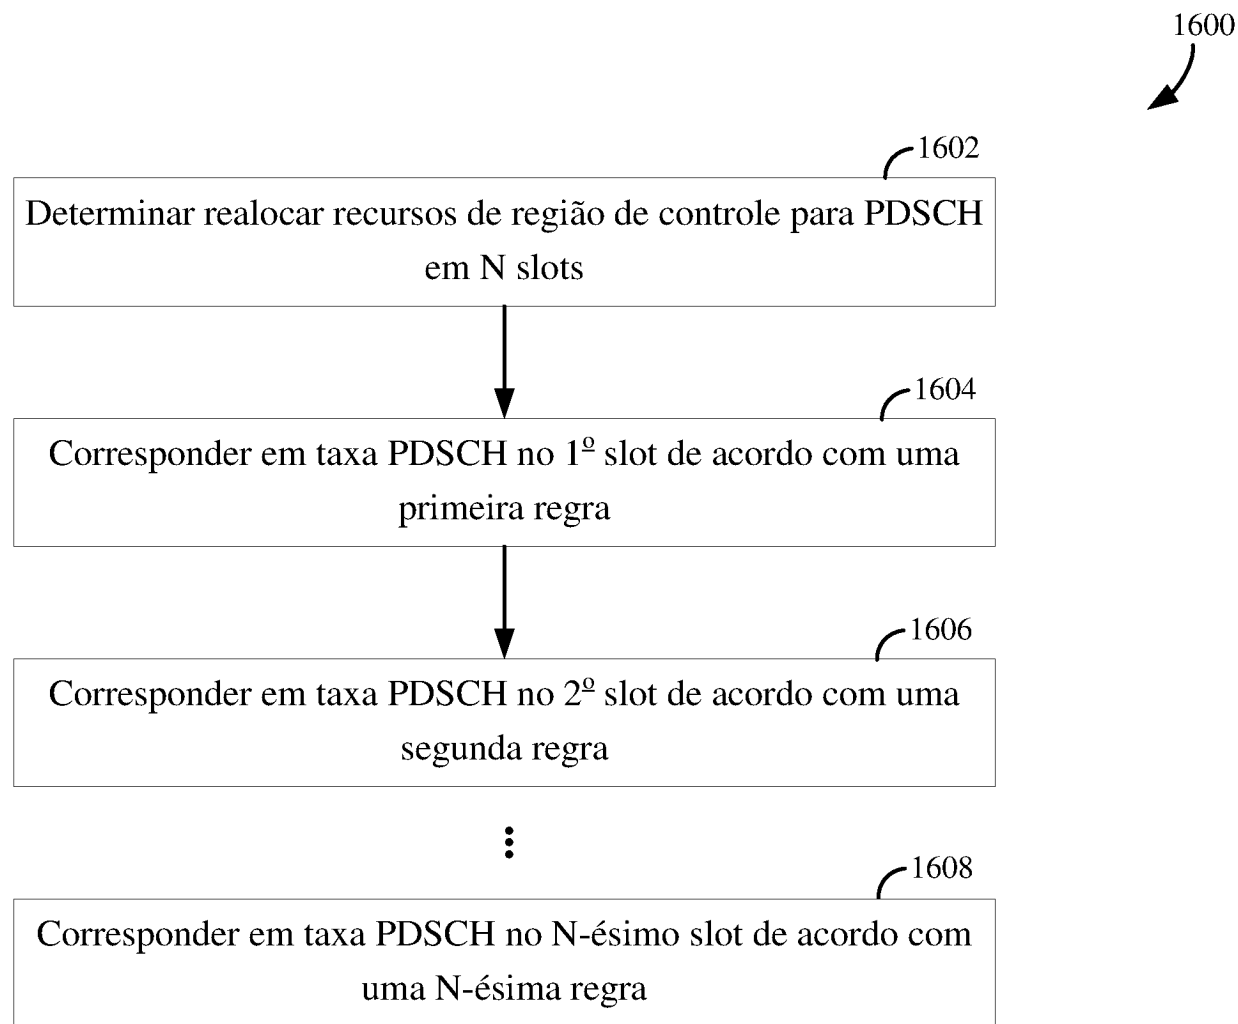 1600
1602
Determinar realocar recursos de região de controle para PDSCH
em N slots
1604
Corresponder em taxa PDSCH no 1º slot de acordo com uma
primeira regra
1606
Corresponder em taxa PDSCH no 2º slot de acordo com uma
segunda regra
1608
Corresponder em taxa PDSCH no N-ésimo slot de acordo com
uma N-ésima regra